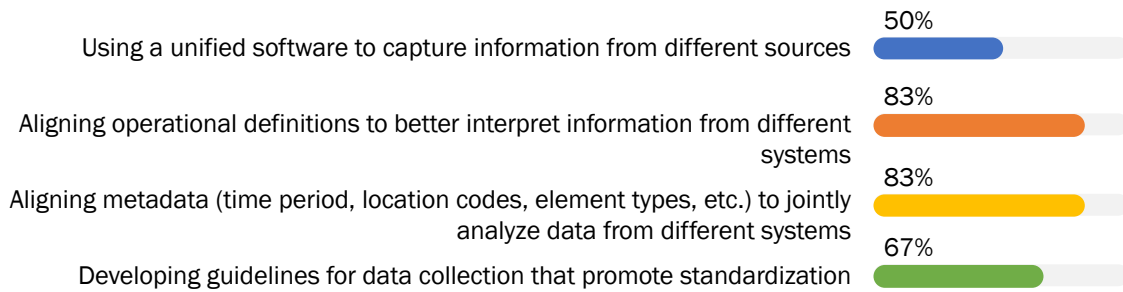 50%
Using a unified software to capture information from different sources
83%
Aligning operational definitions to better interpret information from different
systems
83%
Aligning metadata (time period, location codes, element types, etc.) to jointly
analyze data from different systems
67%
Developing guidelines for data collection that promote standardization